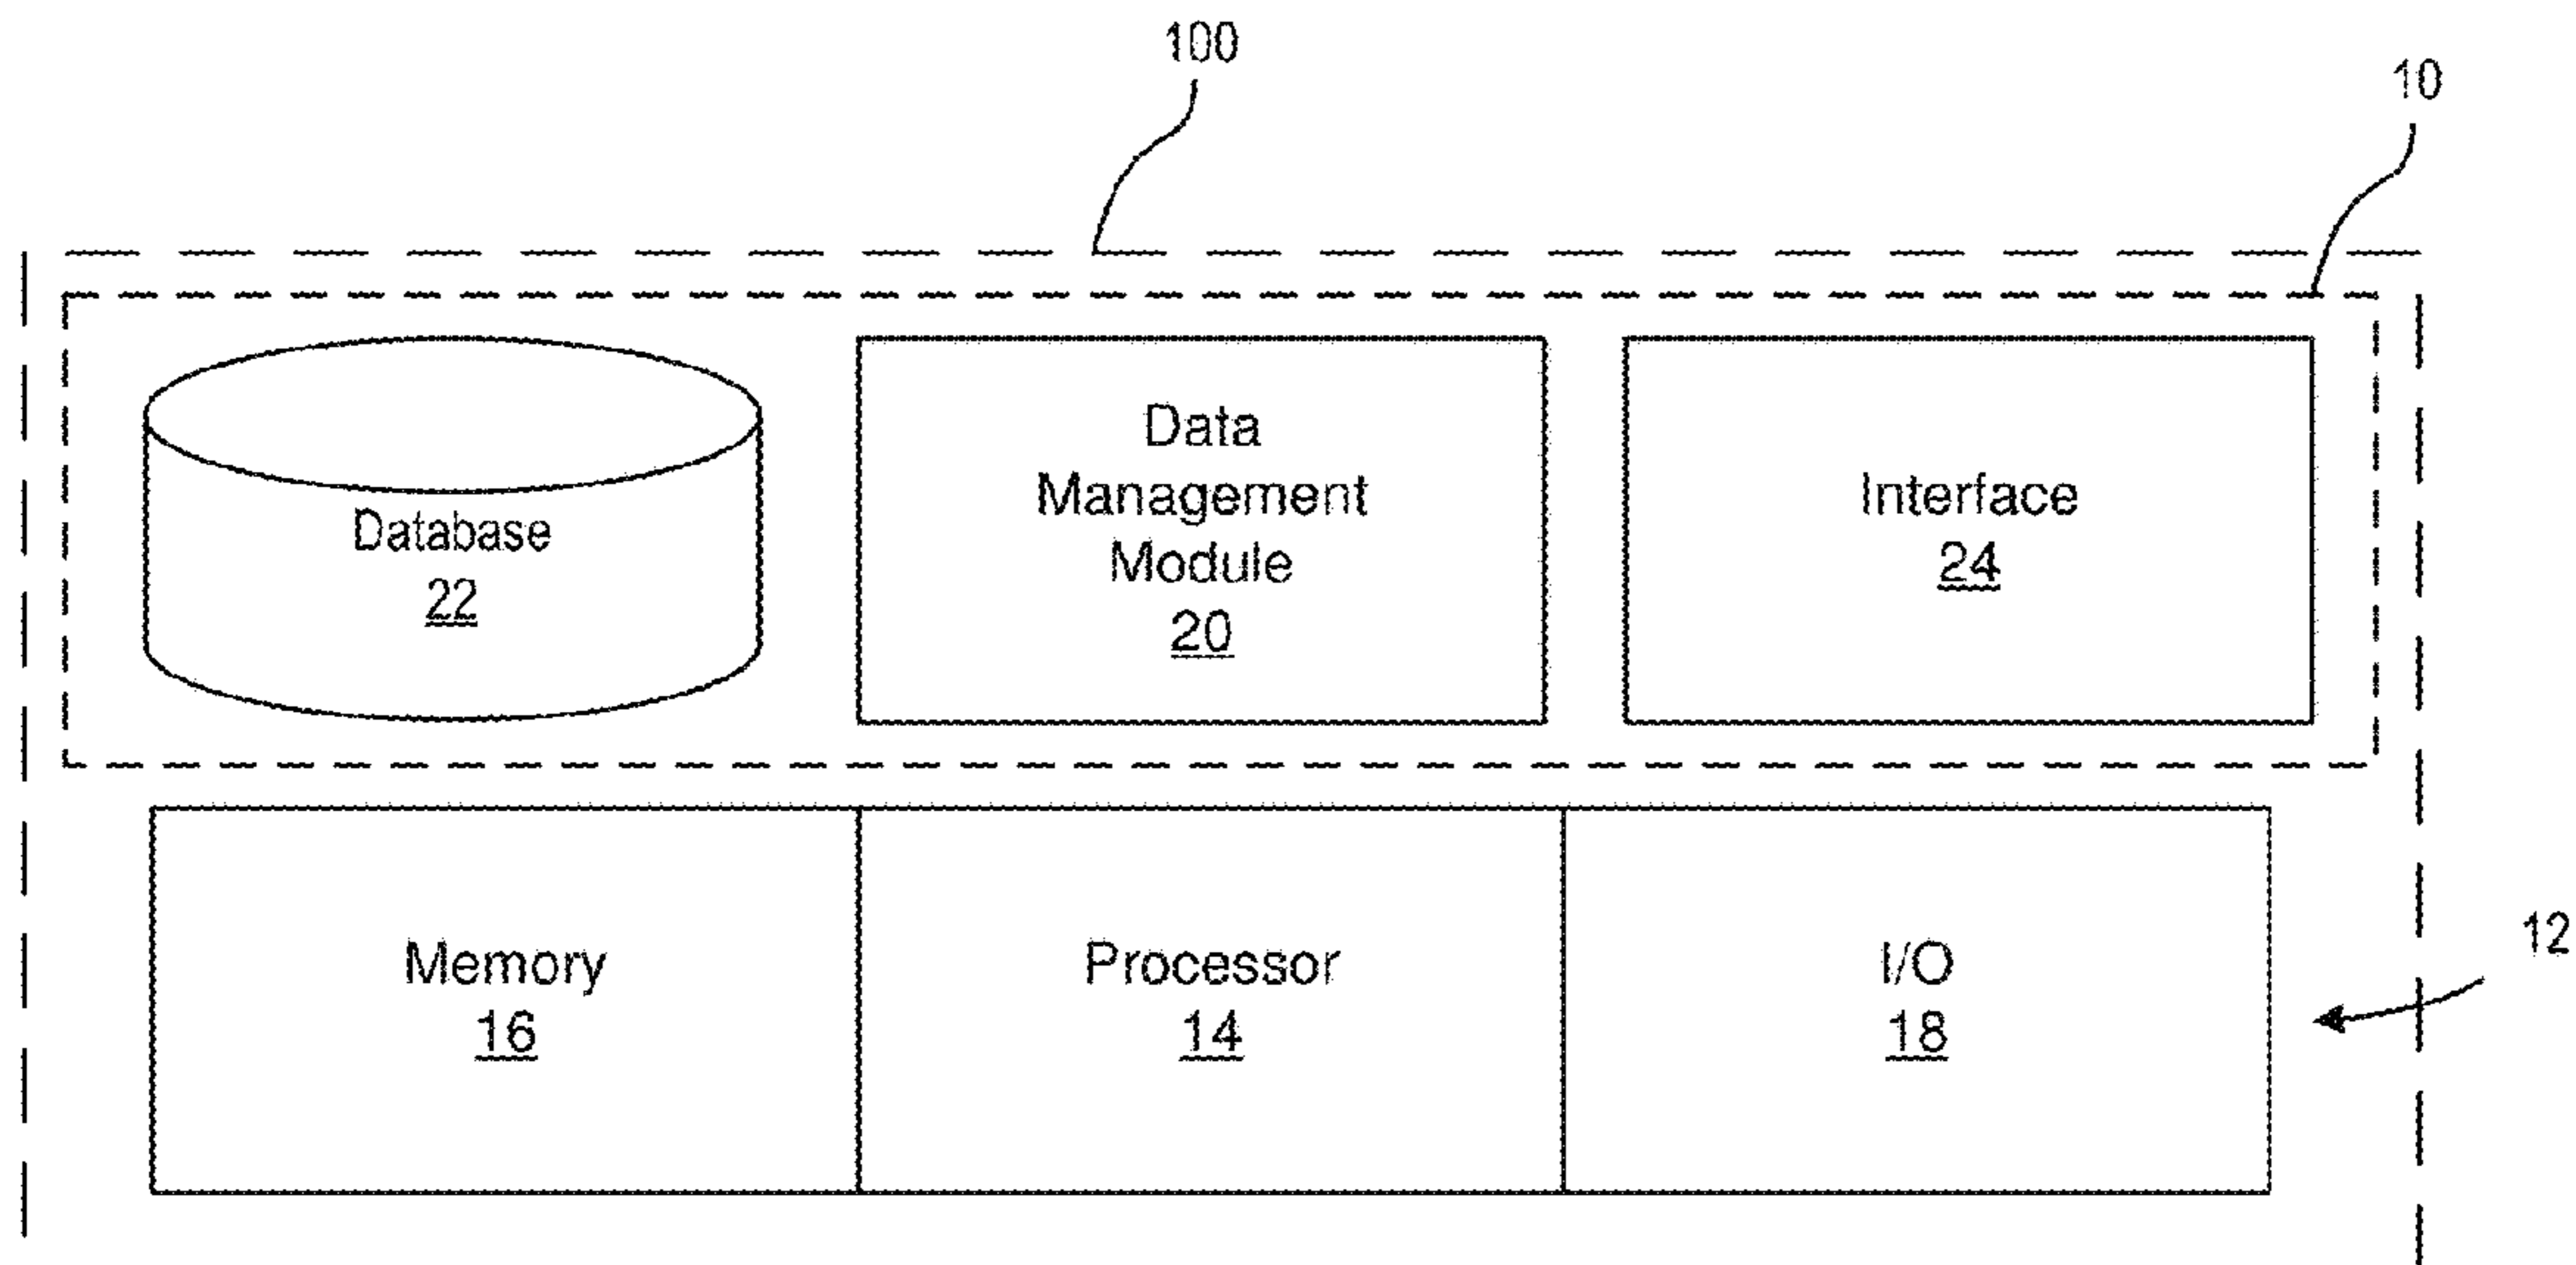 100
10
Database
22
Data
Management
Module
20
Interface
24
Memory
16
Processor
14
I/O
18
12